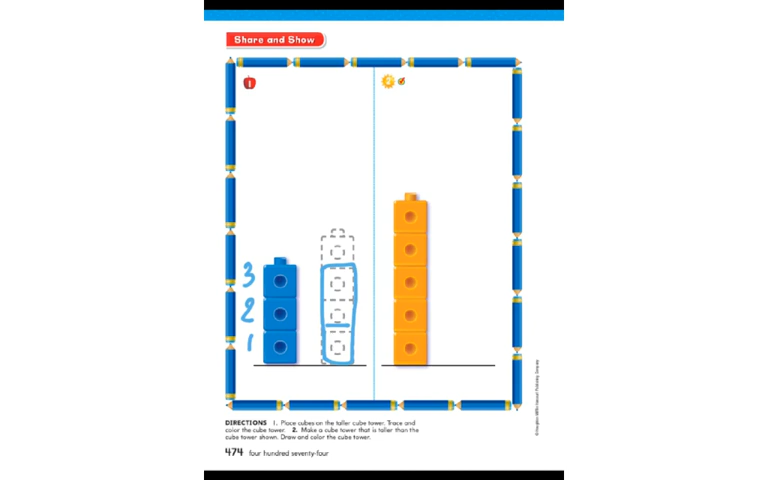 Share and Show
1
2
3
2
1
DIRECTIONS 1. Place cubes on the taller cube tower. Trace and
color the cube tower. 2. Make a cube tower that is taller than the
cube tower shown. Draw and color the cube tower.
474 four hundred seventy-four